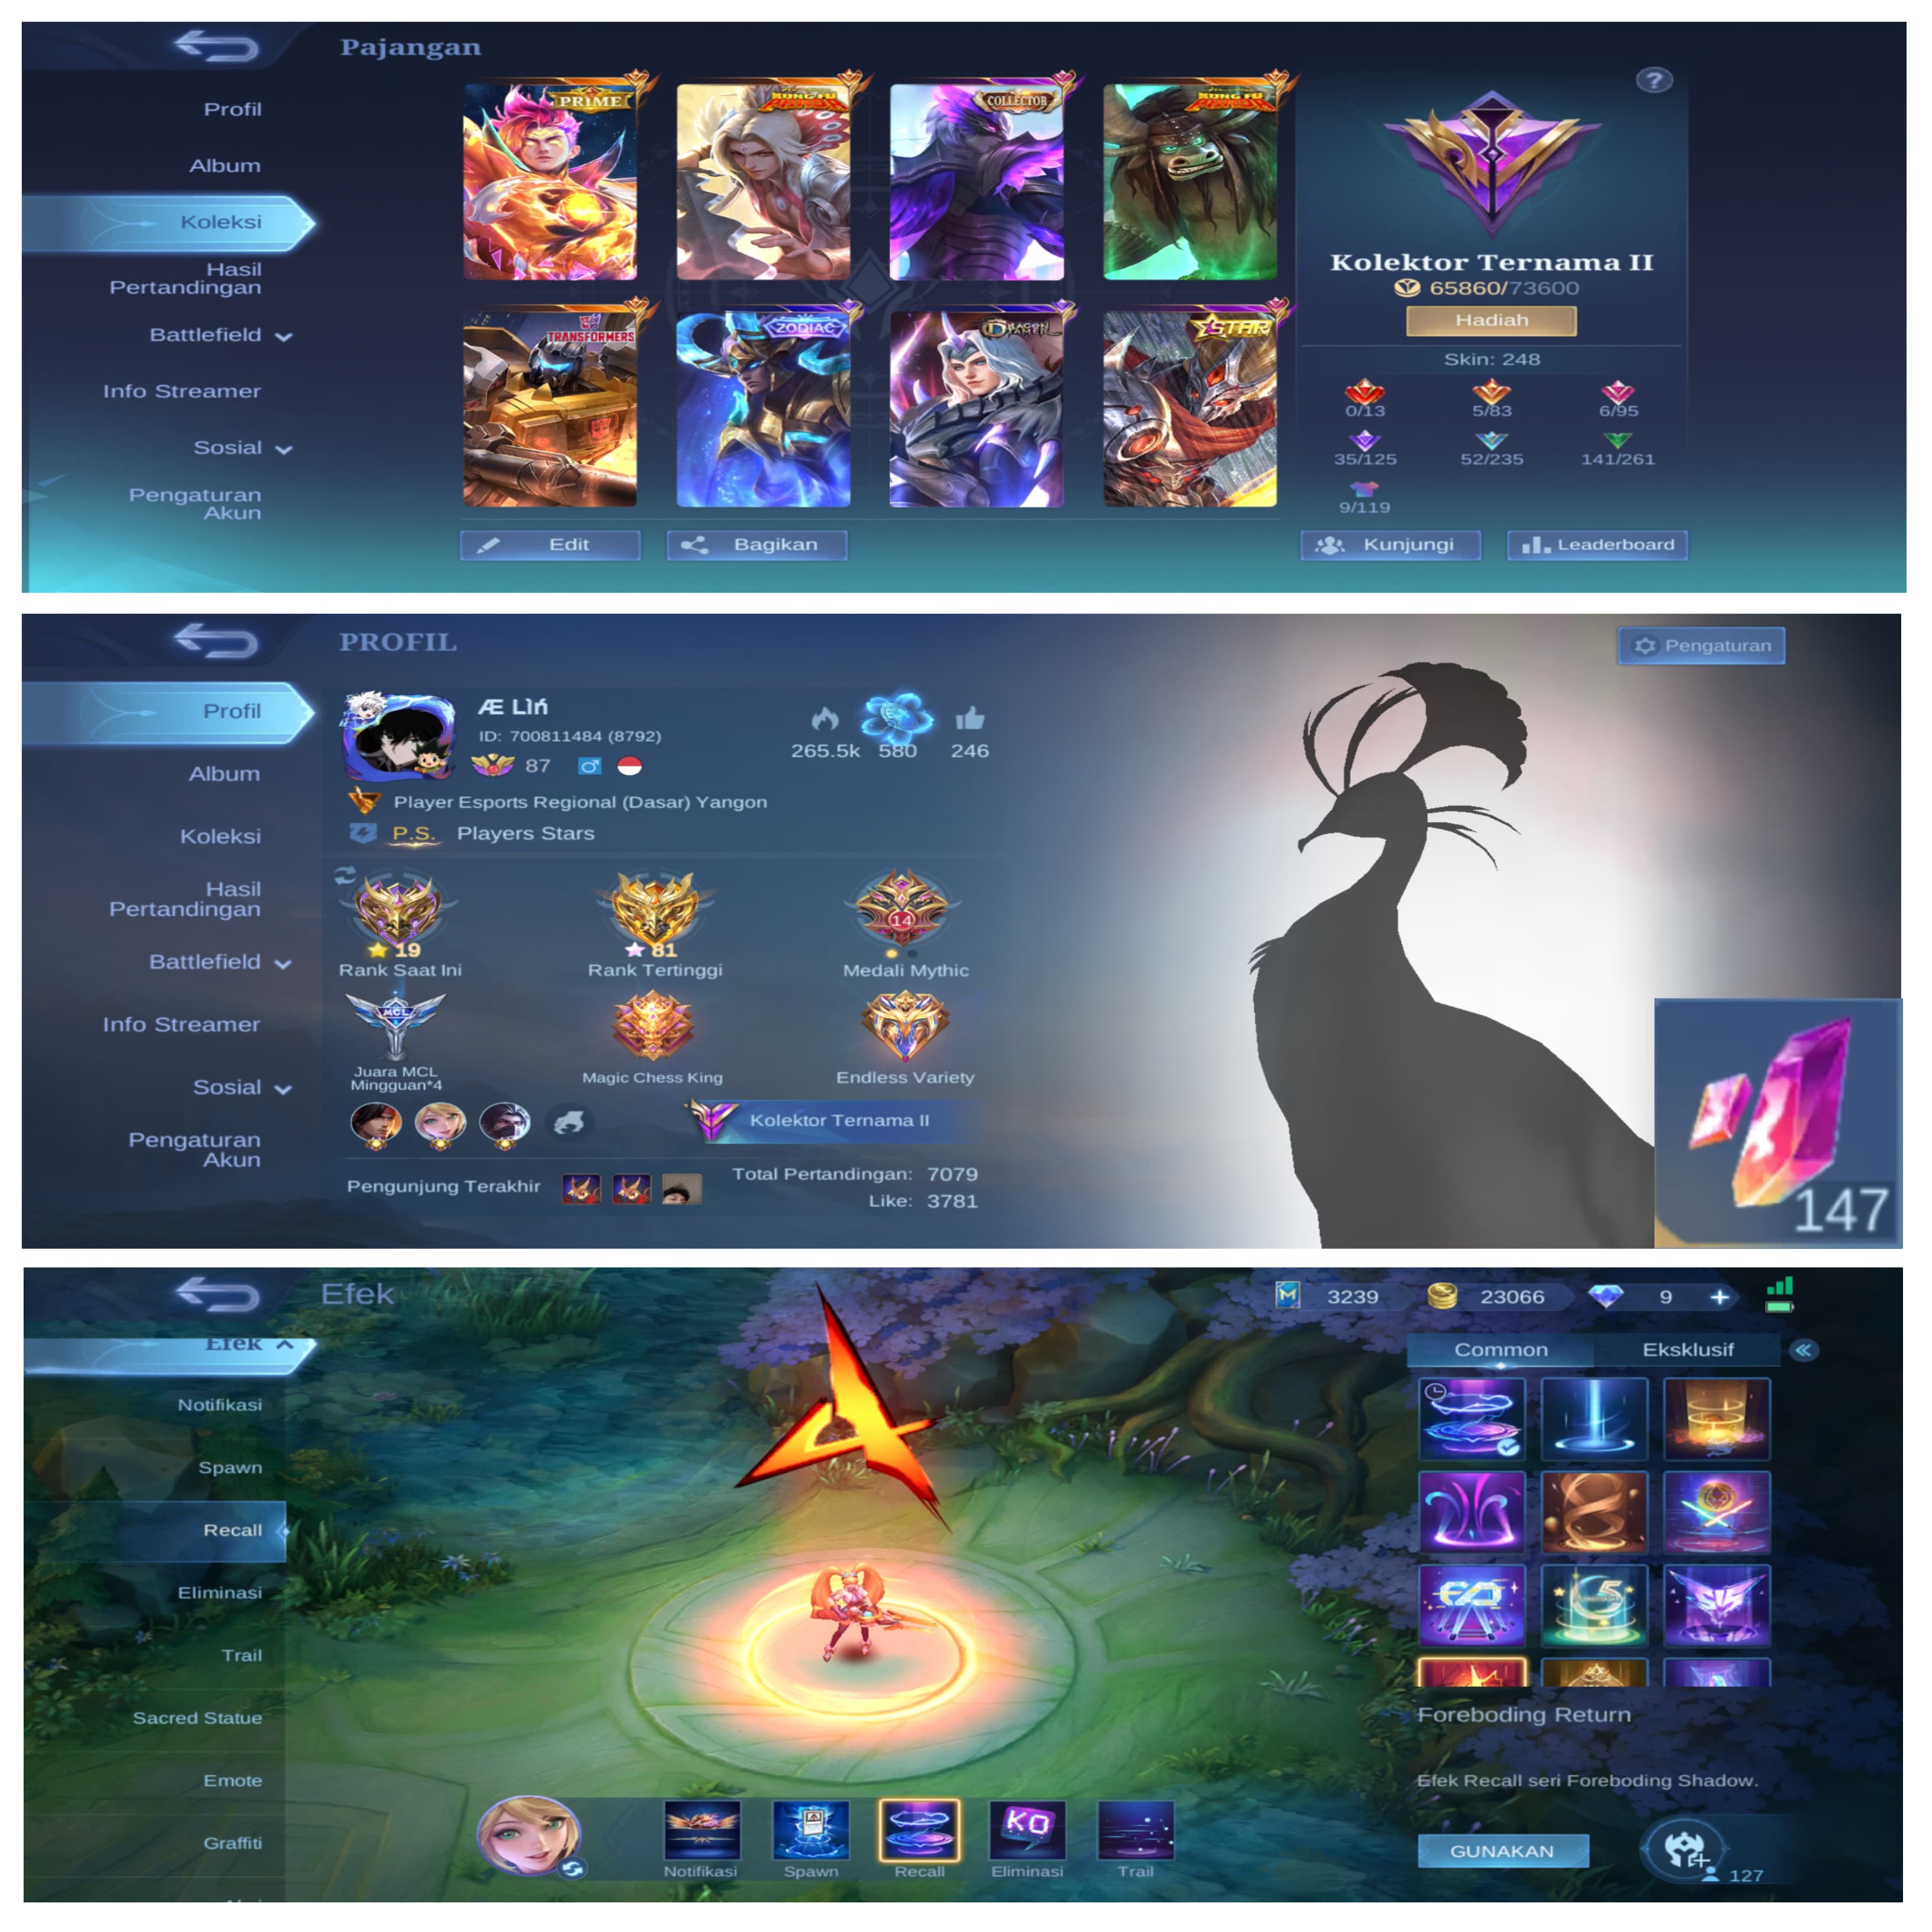 Pajangan
Profil
Album
Koleksi
Hasil
Pertandingan
Battlefield
Info Streamer
Sosial
Pengaturan
Akun
PRIME
KUNG FU
PANDA
COLLECTOR
KUNG FU
PANDA
TRANSFORMERS
ZODIAC
DRAGON
TAMER
STAR
Edit
Bagikan
?
Kolektor Ternama II
65860/73600
Hadiah
Skin: 248
0/13
5/83
6/95
35/125
52/235
141/261
9/119
Kunjungi
Leaderboard
PROFIL
Pengaturan
Profil
Album
Koleksi
Hasil
Pertandingan
Battlefield
Info Streamer
Sosial
Pengaturan
Akun
Æ Lìń
ID: 700811484 (8792)
87
265.5k
580
246
Player Esports Regional (Dasar) Yangon
P.S. Players Stars
19
Rank Saat Ini
81
Rank Tertinggi
14
Medali Mythic
MCL
Juara MCL
Mingguan*4
Magic Chess King
Endless Variety
Kolektor Ternama II
Pengunjung Terakhir
Total Pertandingan: 7079
Like: 3781
147
Efek
3239
23066
9
+
Efek
Notifikasi
Spawn
Recall
Eliminasi
Trail
Sacred Statue
Emote
Graffiti
Common
Eksklusif
5
Foreboding Return
Efek Recall seri Foreboding Shadow.
GUNAKAN
127
KO
Notifikasi
Spawn
Recall
Eliminasi
Trail